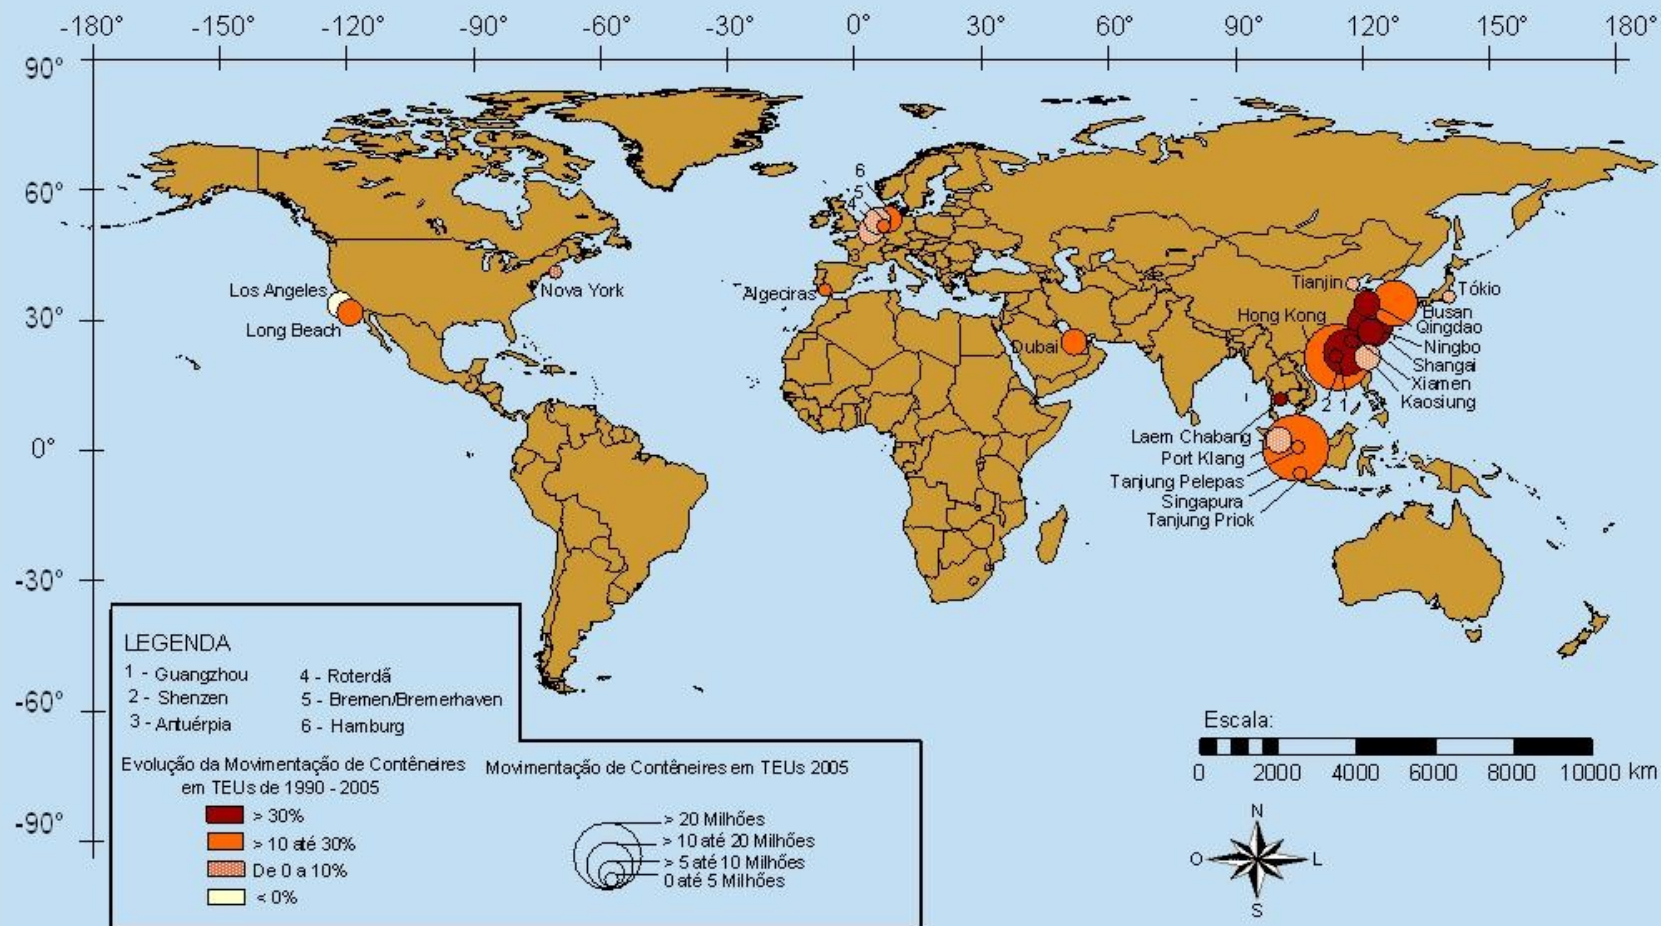 -180° -150° -120° -90° -60° -30° 0° 30° 60° 90° 120° 150° 180°
90°
60°
30°
0°
-30°
-60°
-90°
6
5
4
3
Los Angeles
Long Beach
Nova York
Algeciras
Dubai
Tianjin
Tókio
Hong Kong
Busan
Qingdao
Ningbo
Shangai
Xiamen
Kaosiung
2 1
Laem Chabang
Port Klang
Tanjung Pelepas
Singapura
Tanjung Priok
LEGENDA
1 - Guangzhou
2 - Shenzen
3 - Antuérpia
4 - Roterdã
5 - Bremen/Bremerhaven
6 - Hamburg
Evolução da Movimentação de Contêneires
em TEUs de 1990 - 2005
> 30%
> 10 até 30%
De 0 a 10%
< 0%
Movimentação de Contêneires em TEUs 2005
> 20 Milhões
> 10 até 20 Milhões
> 5 até 10 Milhões
0 até 5 Milhões
Escala:
0 2000 4000 6000 8000 10000 km
N
O L
S